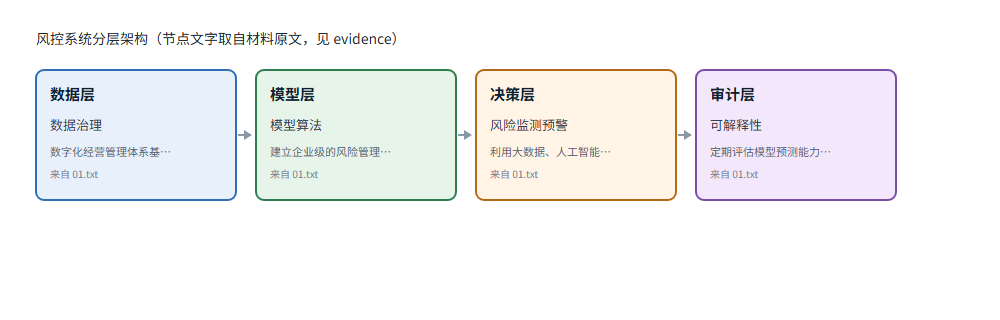 风控系统分层架构（节点文字取自材料原文，见 evidence）
数据层
数据治理
数字化经营管理体系基…
来自 01.txt
模型层
模型算法
建立企业级的风险管理…
来自 01.txt
决策层
风险监测预警
利用大数据、人工智能…
来自 01.txt
审计层
可解释性
定期评估模型预测能力…
来自 01.txt